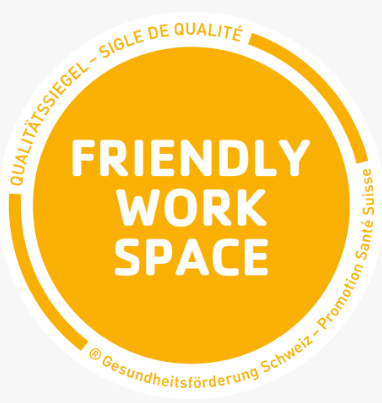 QUALITÄTSSIEGEL – SIGLE DE QUALITÉ
FRIENDLY
WORK
SPACE
® Gesundheitsförderung Schweiz – Promotion Santé Suisse